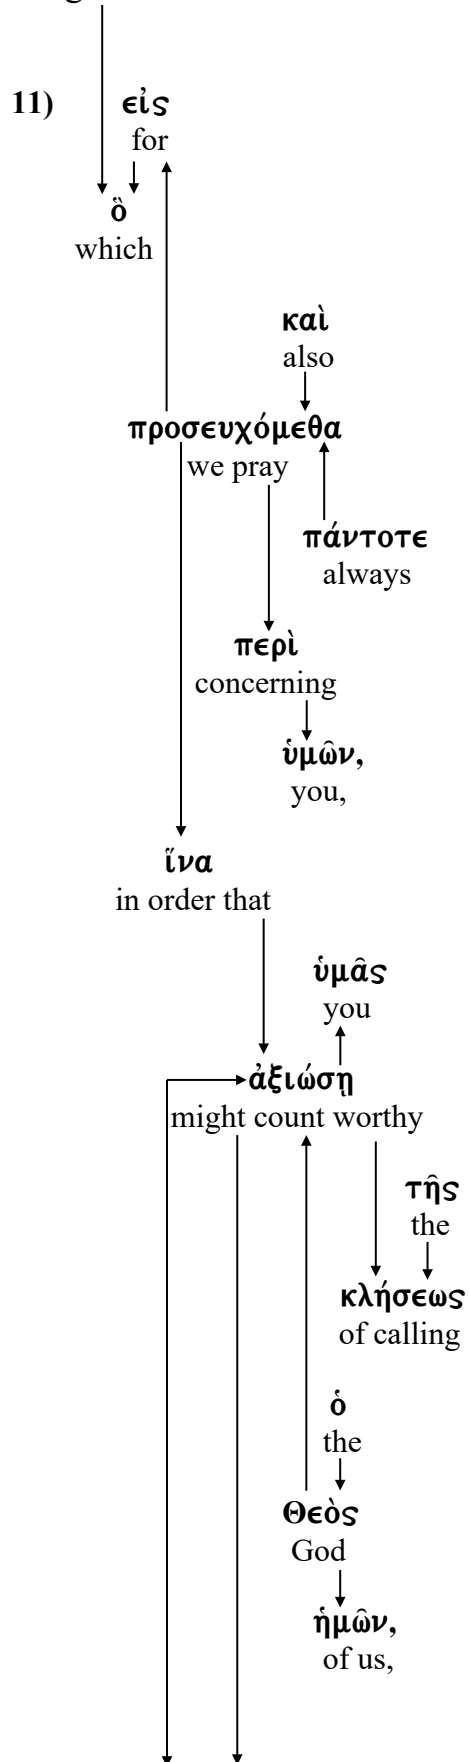 11) εἰς
for
ὃ
which
καὶ
also
προσευχόμεθα
we pray
πάντοτε
always
περὶ
concerning
ὑμῶν,
you,
ἵνα
in order that
ὑμᾶς
you
ἀξιώσῃ
might count worthy
τῆς
the
κλήσεως
of calling
ὁ
the
Θεὸς
God
ἡμῶν,
of us,